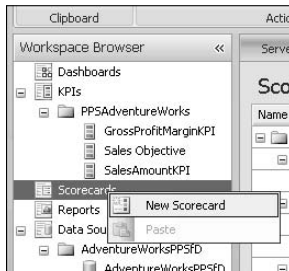 Clipboard
Actio
Workspace Browser «
Serve
Dashboards
Sco
KPIs
PPSAdventureWorks
Name
GrossProfitMarginKPI
Sales Objective
SalesAmountKPI
Scorecards
New Scorecard
Reports
Paste
Data Sou
AdventureWorksPPSfD
AdventureWorksPPSfD